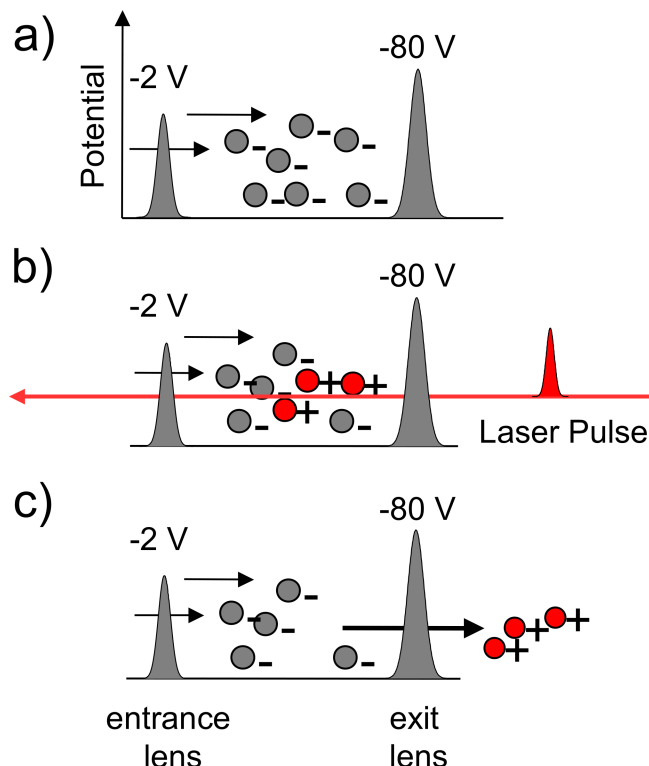 a)
-80 V
-2 V
Potential
- - - - - - -
b)
-80 V
-2 V
- - + +
- +
- -
Laser Pulse
c)
-80 V
-2 V
- - - - -
+ + +
entrance
lens
exit
lens